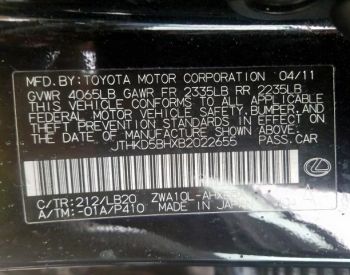 MFD. BY: TOYOTA MOTOR CORPORATION 04/11
GVWR 4065LB GAWR FR 2335LB RR 2235LB
THIS VEHICLE CONFORMS TO ALL APPLICABLE
FEDERAL MOTOR VEHICLE SAFETY, BUMPER, AND
THEFT PREVENTION STANDARDS IN EFFECT ON
THE DATE OF MANUFACTURE SHOWN ABOVE.
JTHKD5BHXB2022655 PASS.CAR
C/TR:212/LB20 ZWA10L-
A/TM:-01A/P410 MADE IN JAPAN